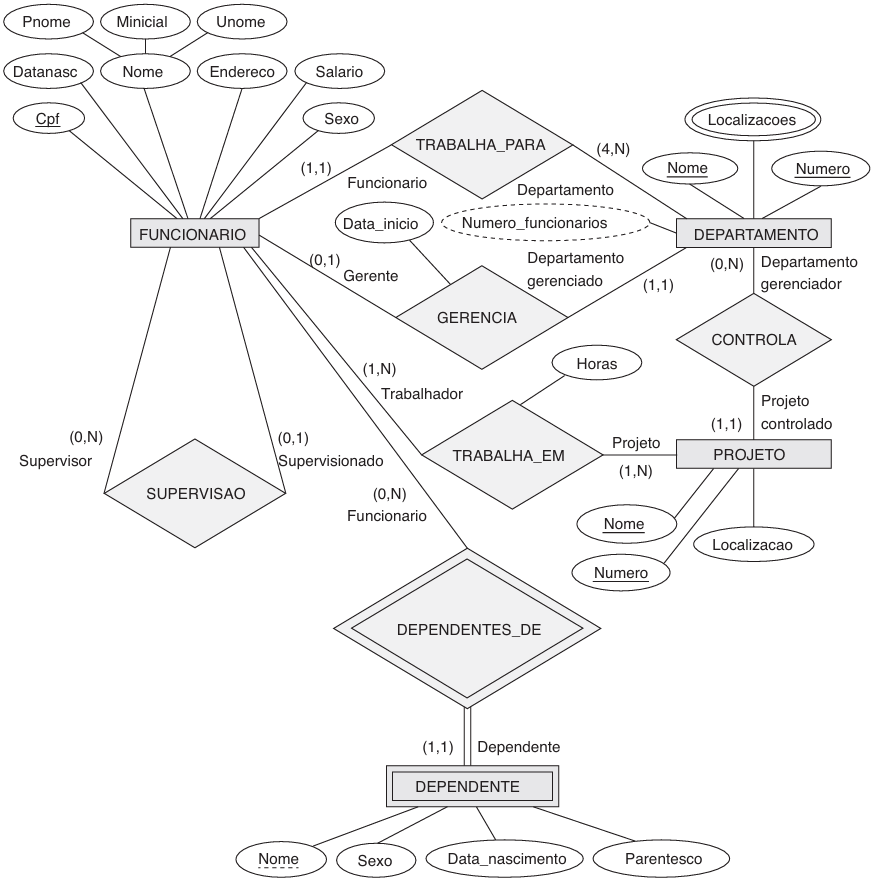 Pnome
Minicial
Unome
Datanasc
Nome
Endereco
Salario
Cpf
Sexo
TRABALHA_PARA
Localizacoes
(1,1)
(4,N)
Funcionario
Departamento
Nome
Numero
FUNCIONARIO
Data_inicio
Numero_funcionarios
DEPARTAMENTO
(0,1)
Gerente
Departamento
gerenciado
(1,1)
(0,N)
Departamento
gerenciador
GERENCIA
CONTROLA
(1,N)
Trabalhador
Horas
Projeto
controlado
(1,1)
(0,N)
Supervisor
(0,1)
Supervisionado
TRABALHA_EM
Projeto
(1,N)
PROJETO
SUPERVISAO
(0,N)
Funcionario
Nome
Localizacao
Numero
DEPENDENTES_DE
(1,1)
Dependente
DEPENDENTE
Nome
Sexo
Data_nascimento
Parentesco